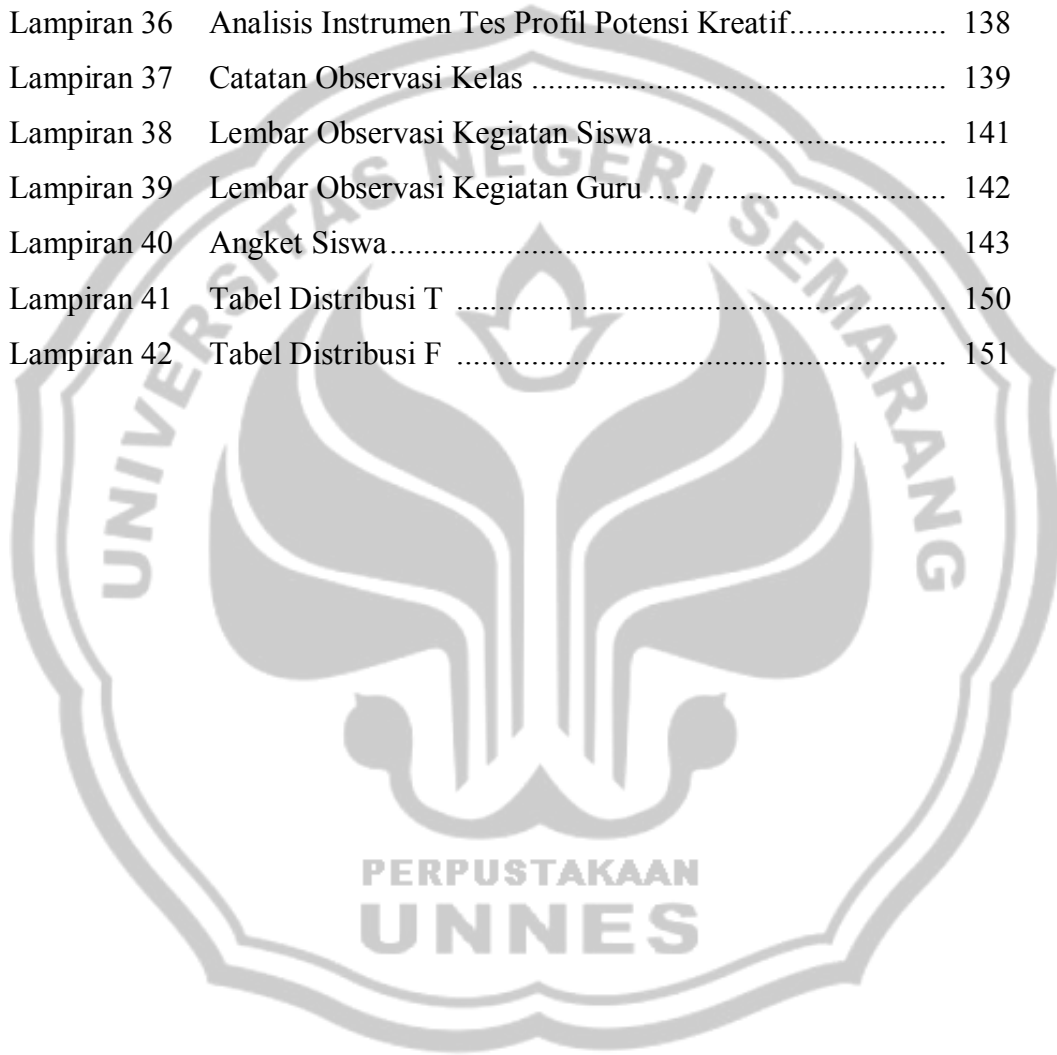 Lampiran 36 Analisis Instrumen Tes Profil Potensi Kreatif.................. 138
Lampiran 37 Catatan Observasi Kelas ................................................ 139
Lampiran 38 Lembar Observasi Kegiatan Siswa.................................. 141
Lampiran 39 Lembar Observasi Kegiatan Guru ................................... 142
Lampiran 40 Angket Siswa................................................................. 143
Lampiran 41 Tabel Distribusi T ......................................................... 150
Lampiran 42 Tabel Distribusi F ......................................................... 151
UNIVERSITAS NEGERI SEMARANG
PERPUSTAKAAN
UNNES